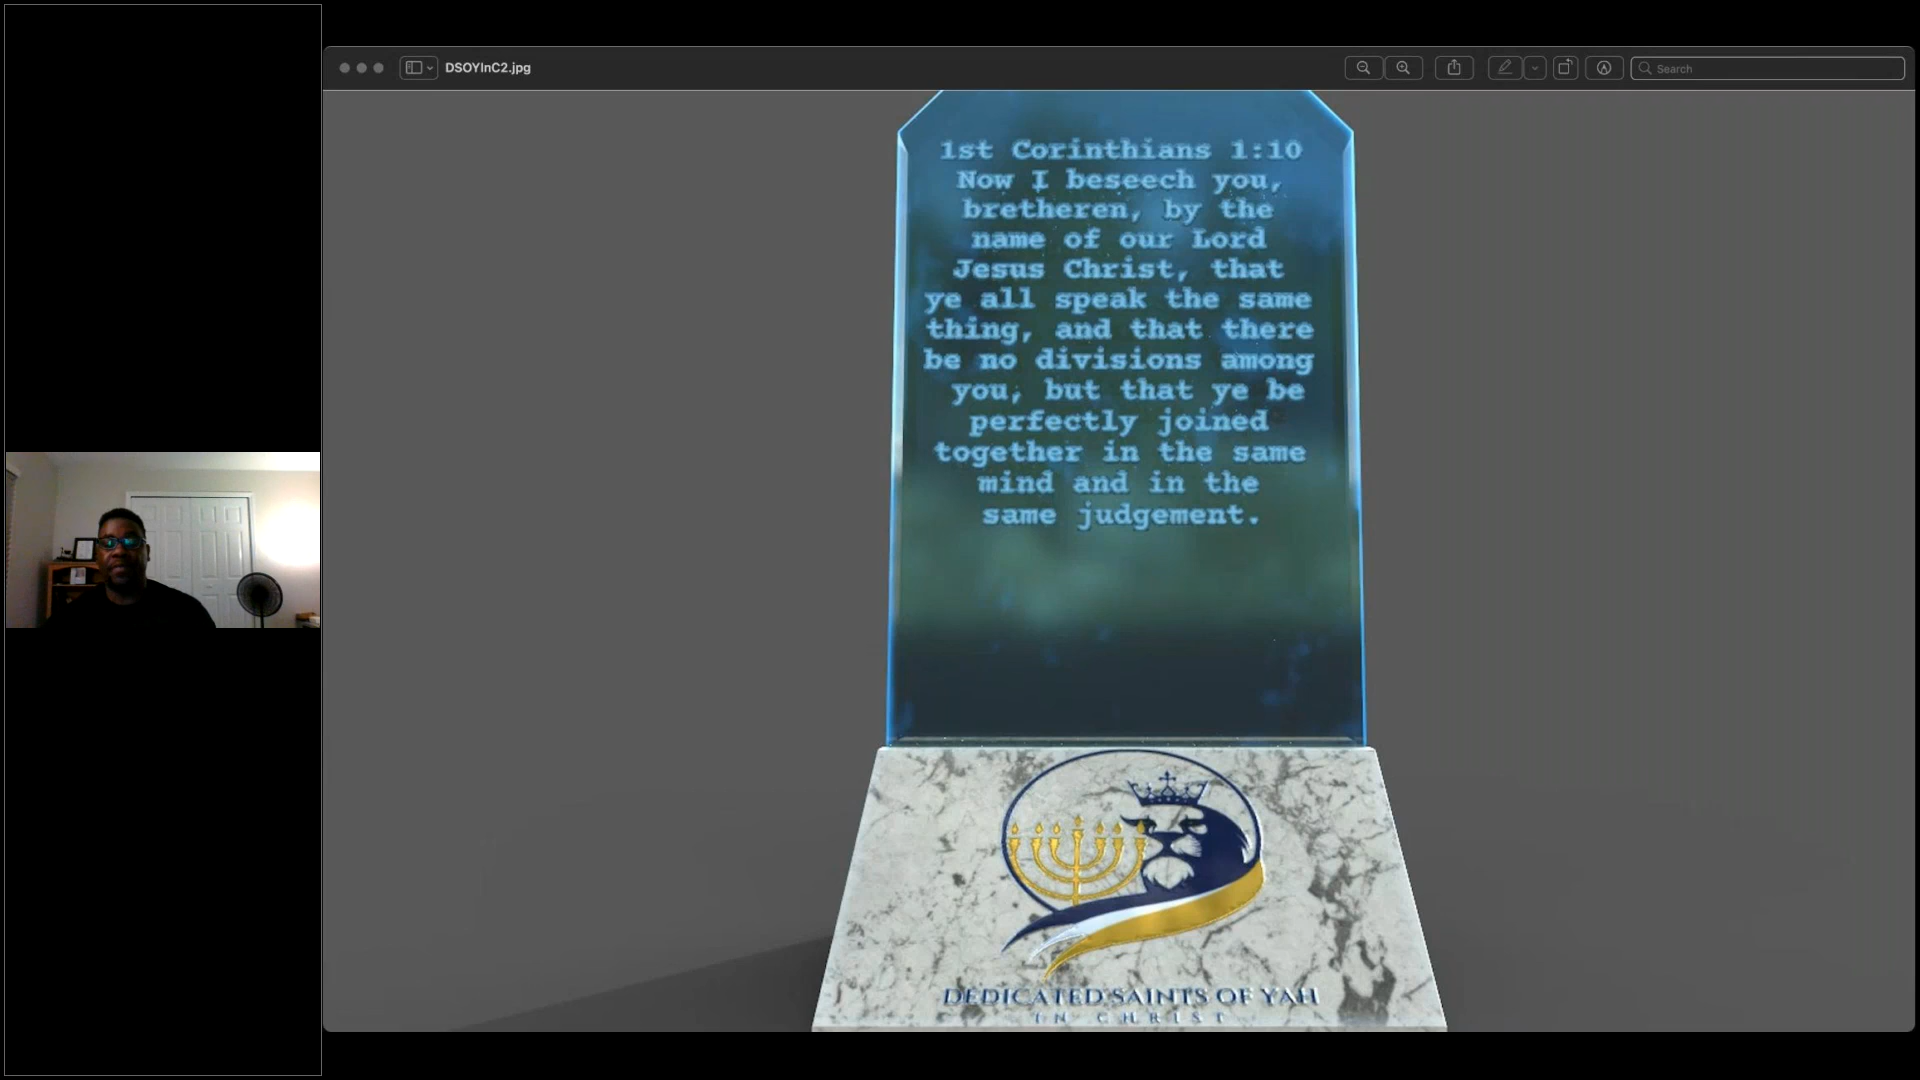 DSOYInC2.jpg
Search
1st Corinthians 1:10
Now I beseech you,
bretheren, by the
name of our Lord
Jesus Christ, that
ye all speak the same
thing, and that there
be no divisions among
you, but that ye be
perfectly joined
together in the same
mind and in the
same judgement.
DEDICATED SAINTS OF YAH
IN CHRIST